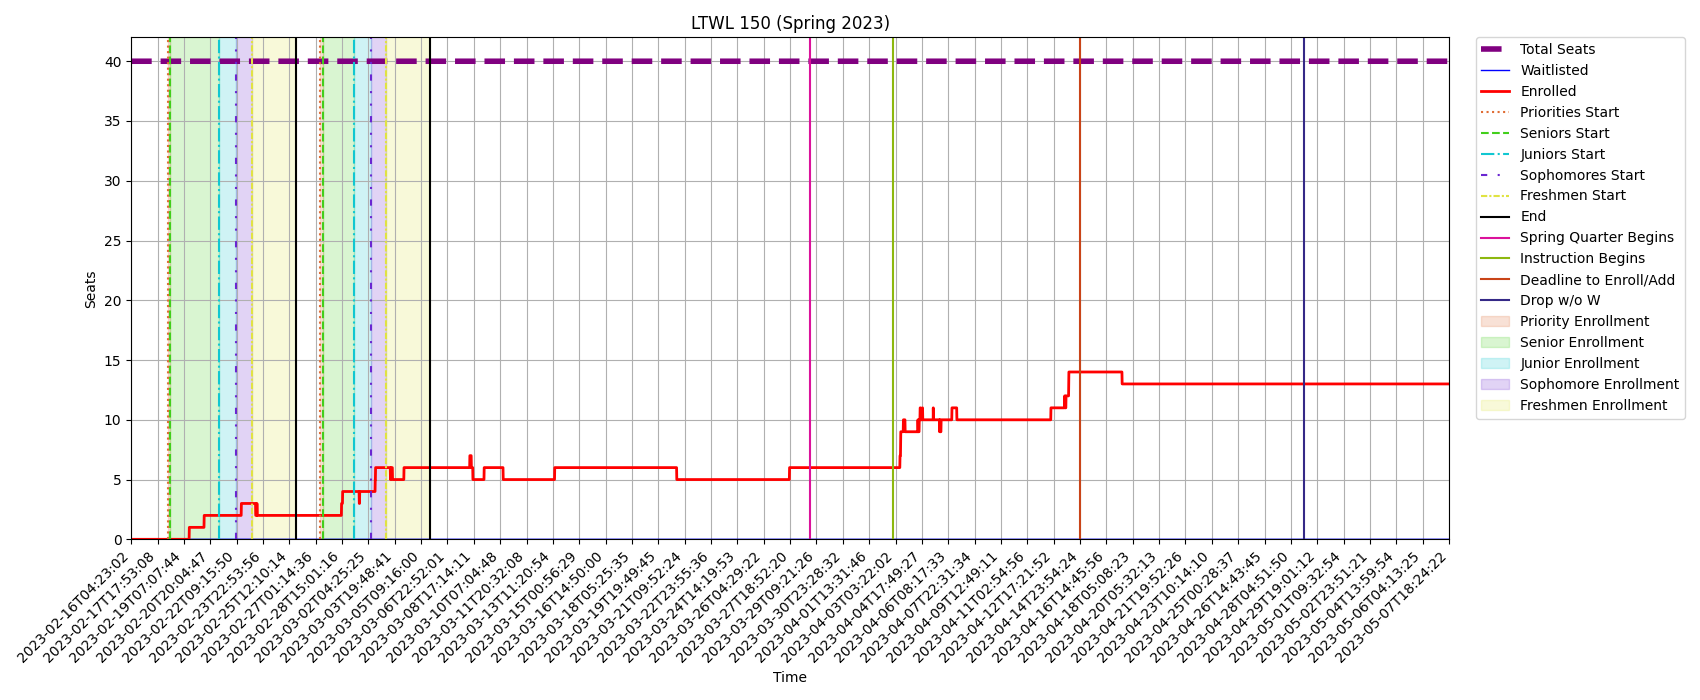 LTWL 150 (Spring 2023)
Seats
40
35
30
25
20
15
10
5
0
2023-02-16T04:23:02
2023-02-17T17:53:08
2023-02-19T07:07:44
2023-02-20T20:04:47
2023-02-22T09:15:50
2023-02-23T22:53:56
2023-02-25T12:10:14
2023-02-27T01:14:36
2023-02-28T15:01:16
2023-03-02T04:25:25
2023-03-03T19:48:41
2023-03-05T09:16:00
2023-03-06T22:52:01
2023-03-08T17:14:11
2023-03-10T07:04:48
2023-03-11T20:32:08
2023-03-13T11:20:54
2023-03-15T00:56:29
2023-03-16T14:50:00
2023-03-18T05:25:35
2023-03-19T19:49:45
2023-03-21T09:52:24
2023-03-22T23:55:36
2023-03-24T14:19:53
2023-03-26T04:29:22
2023-03-27T18:52:20
2023-03-29T09:21:26
2023-03-30T23:28:32
2023-04-01T13:31:46
2023-04-03T03:22:02
2023-04-04T17:49:27
2023-04-06T08:17:33
2023-04-07T22:31:34
2023-04-09T12:49:11
2023-04-11T02:54:56
2023-04-12T17:21:52
2023-04-14T23:54:24
2023-04-16T14:45:56
2023-04-18T05:08:23
2023-04-20T05:32:13
2023-04-21T19:52:26
2023-04-23T10:14:10
2023-04-25T00:28:37
2023-04-26T14:43:45
2023-04-28T04:51:50
2023-04-29T19:01:12
2023-05-01T09:32:54
2023-05-02T23:51:21
2023-05-04T13:59:54
2023-05-06T04:13:25
2023-05-07T18:24:22
Time
Total Seats
Waitlisted
Enrolled
Priorities Start
Seniors Start
Juniors Start
Sophomores Start
Freshmen Start
End
Spring Quarter Begins
Instruction Begins
Deadline to Enroll/Add
Drop w/o W
Priority Enrollment
Senior Enrollment
Junior Enrollment
Sophomore Enrollment
Freshmen Enrollment